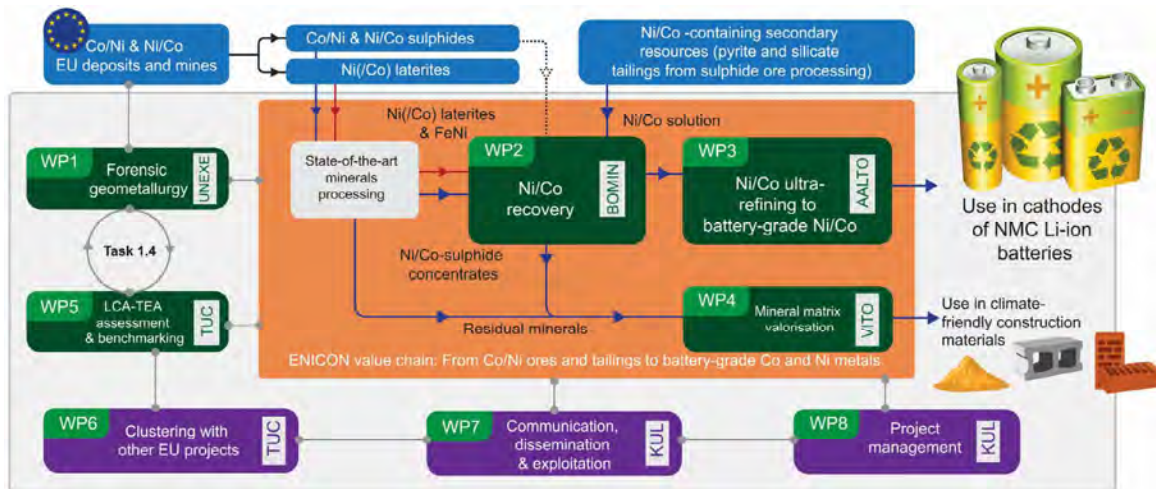 Co/Ni & Ni/Co
EU deposits and mines
Co/Ni & Ni/Co sulphides
Ni(/Co) laterites
Ni/Co -containing secondary
resources (pyrite and silicate
tailings from sulphide ore processing)
Ni(/Co) laterites
& FeNi
Ni/Co solution
WP1
Forensic
geometallurgy
UNEXE
State-of-the-art
minerals
processing
WP2
Ni/Co
recovery
BOMIN
WP3
Ni/Co ultra-
refining to
battery-grade Ni/Co
AALTO
Use in cathodes
of NMC Li-ion
batteries
Task 1.4
Ni/Co-sulphide
concentrates
WP5
LCA-TEA
assessment
& benchmarking
TUC
Residual minerals
WP4
Mineral matrix
valorisation
VITO
Use in climate-
friendly construction
materials
ENICON value chain: From Co/Ni ores and tailings to battery-grade Co and Ni metals
WP6
Clustering with
other EU projects
TUC
WP7
Communication,
dissemination
& exploitation
KUL
WP8
Project
management
KUL